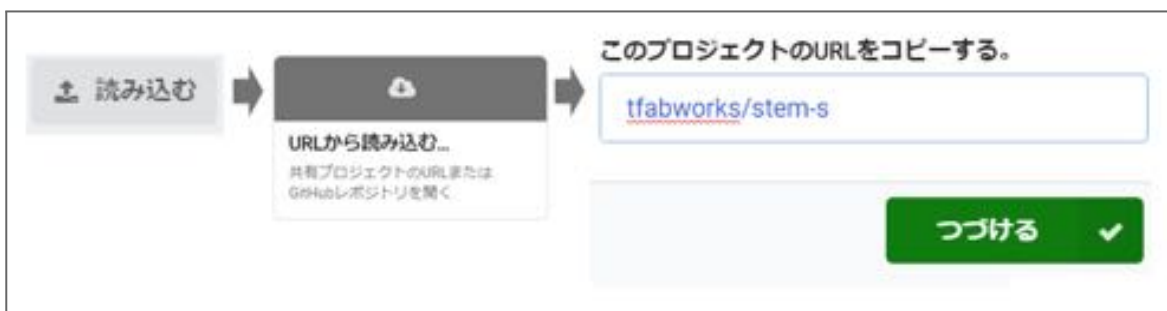 読み込む
URLから読み込む...
共有プロジェクトのURLまたは
GitHubレポジトリを開く
このプロジェクトのURLをコピーする。
tfabworks/stem-s
つづける